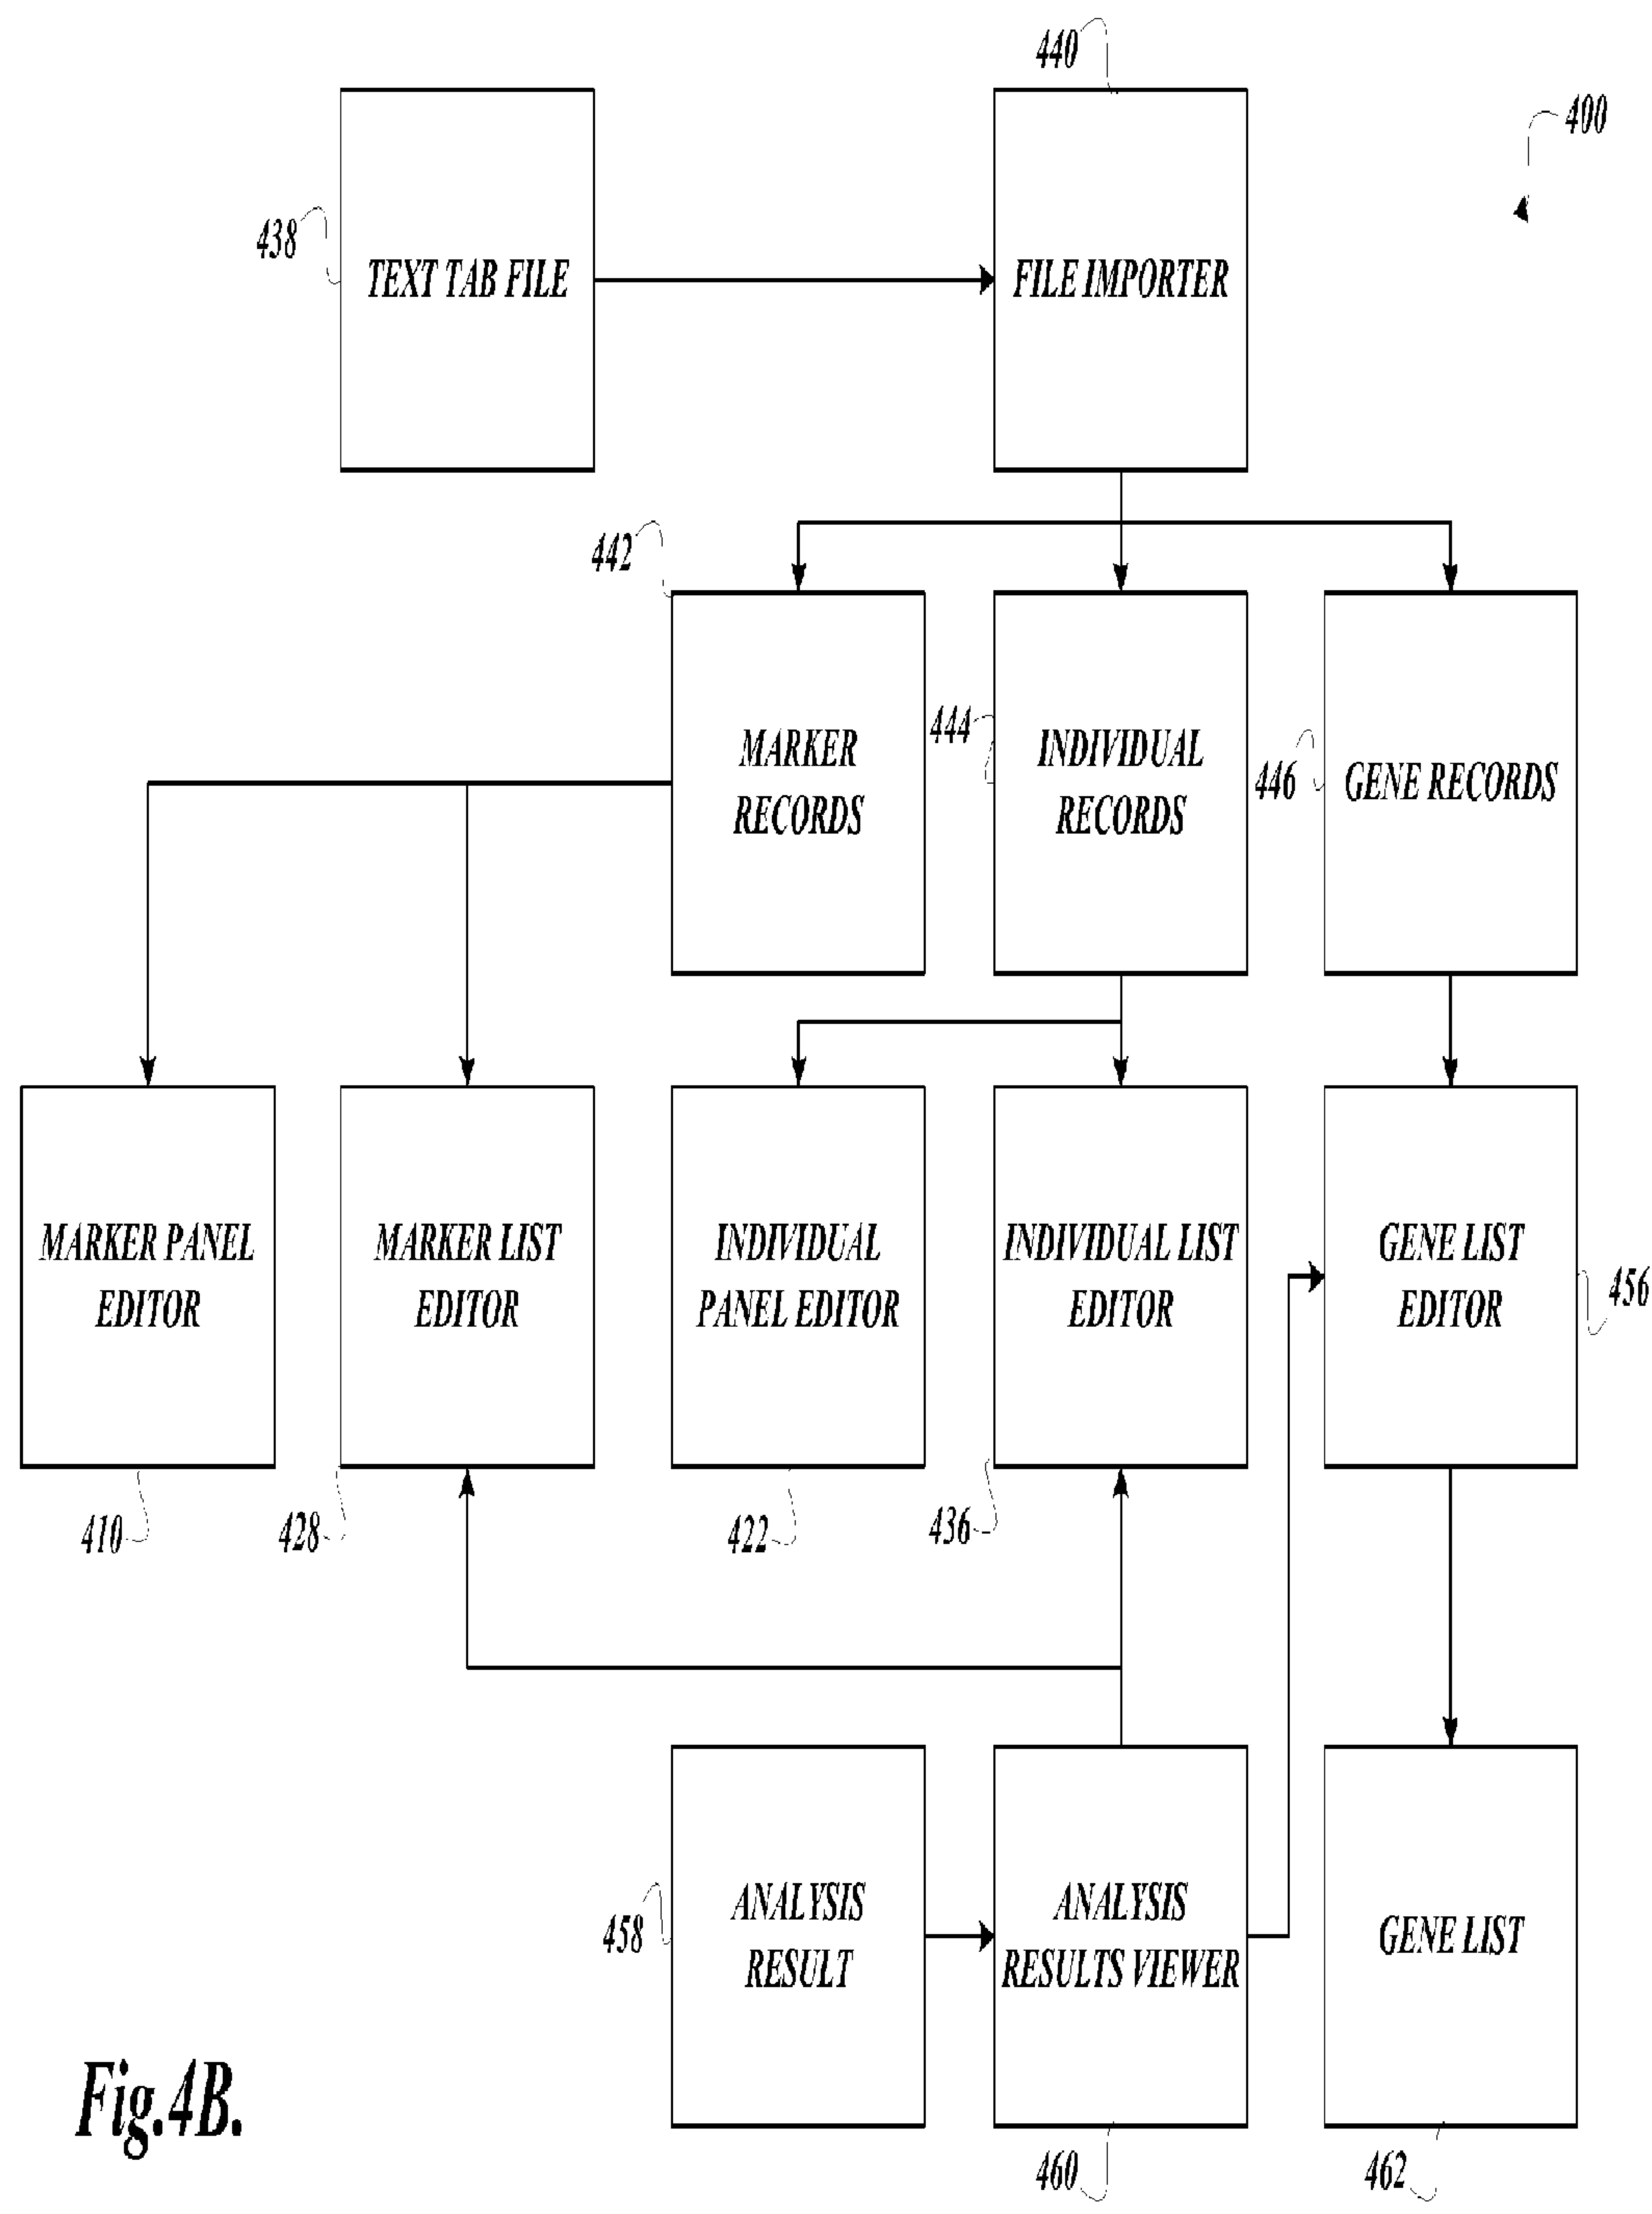 440
400
438
TEXT TAB FILE
FILE IMPORTER
442
444
446
MARKER
RECORDS
INDIVIDUAL
RECORDS
GENE RECORDS
MARKER PANEL
EDITOR
MARKER LIST
EDITOR
INDIVIDUAL
PANEL EDITOR
INDIVIDUAL LIST
EDITOR
GENE LIST
EDITOR
456
410
428
422
436
458
ANALYSIS
RESULT
ANALYSIS
RESULTS VIEWER
GENE LIST
Fig.4B.
460
462